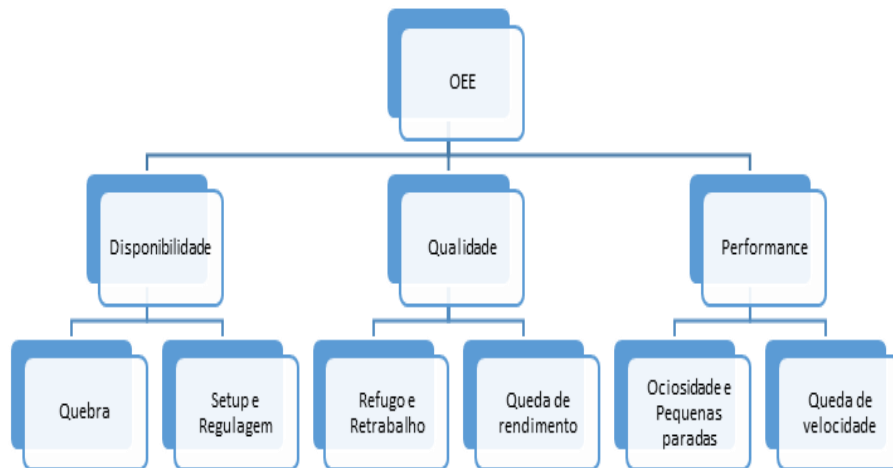 OEE
Disponibilidade
Qualidade
Performance
Quebra
Setup e
Regulagem
Refugo e
Retrabalho
Queda de
rendimento
Ociosidade e
Pequenas
paradas
Queda de
velocidade